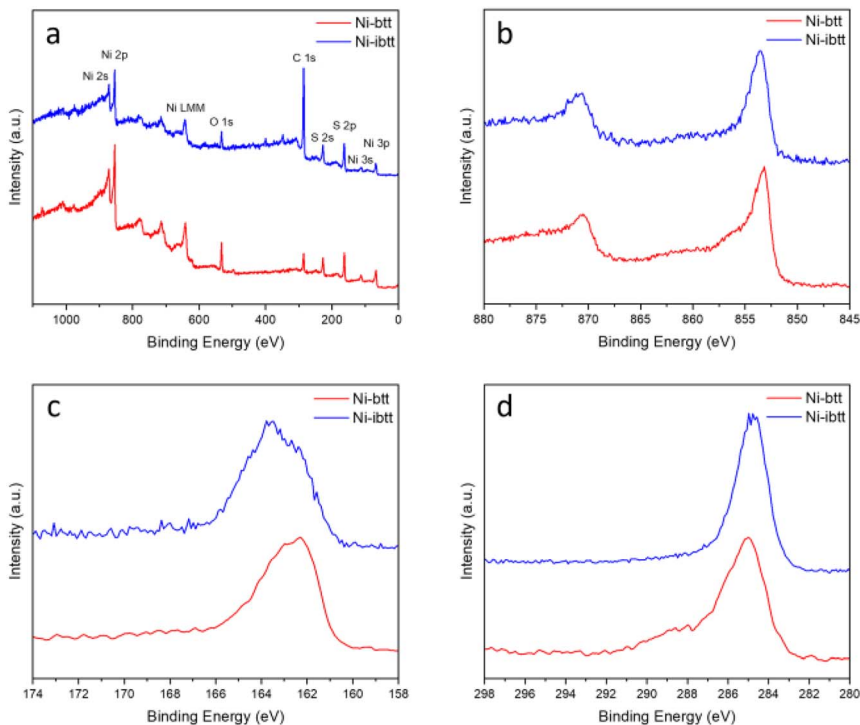 a
Ni-btt
Ni-ibtt
Ni 2s
Ni 2p
Ni LMM
O 1s
C 1s
S 2s
S 2p
Ni 3s
Ni 3p
Intensity (a.u.)
1000 800 600 400 200 0
Binding Energy (eV)
b
Ni-btt
Ni-ibtt
Intensity (a.u.)
880 875 870 865 860 855 850 845
Binding Energy (eV)
c
Ni-btt
Ni-ibtt
Intensity (a.u.)
174 172 170 168 166 164 162 160 158
Binding Energy (eV)
d
Ni-btt
Ni-ibtt
Intensity (a.u.)
298 296 294 292 290 288 286 284 282 280
Binding Energy (eV)